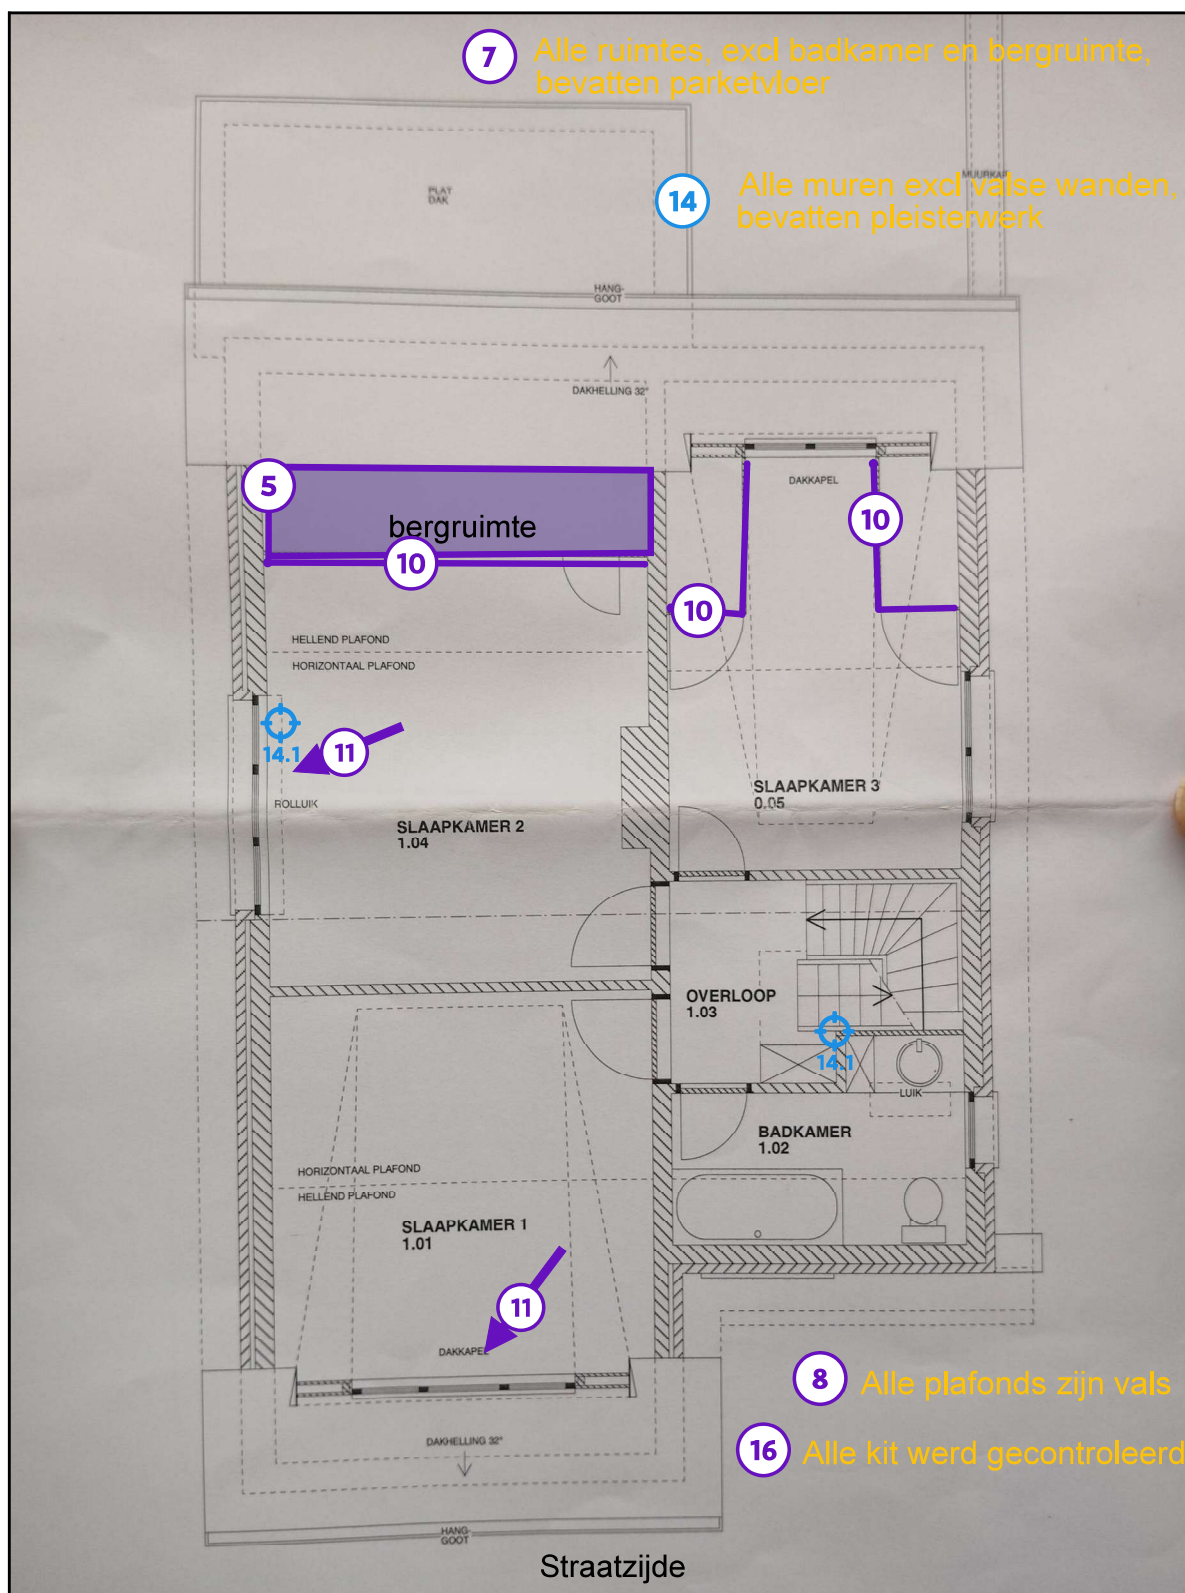 7 Alle ruimtes, excl badkamer en bergruimte,
bevatten parketvloer
PLAT
DAK
MUURKAP
14 Alle muren excl valse wanden,
bevatten pleisterwerk
HANG-
GOOT
DAKHELLING 32°
DAKKAPEL
5
bergruimte
10
10
10
HELLEND PLAFOND
HORIZONTAAL PLAFOND
14.1
11
ROLLUIK
SLAAPKAMER 2
1.04
SLAAPKAMER 3
0.05
OVERLOOP
1.03
14.1
LUIK
BADKAMER
1.02
HORIZONTAAL PLAFOND
HELLEND PLAFOND
SLAAPKAMER 1
1.01
11
DAKKAPEL
8 Alle plafonds zijn vals
DAKHELLING 32°
16 Alle kit werd gecontroleerd
HANG-
GOOT
Straatzijde